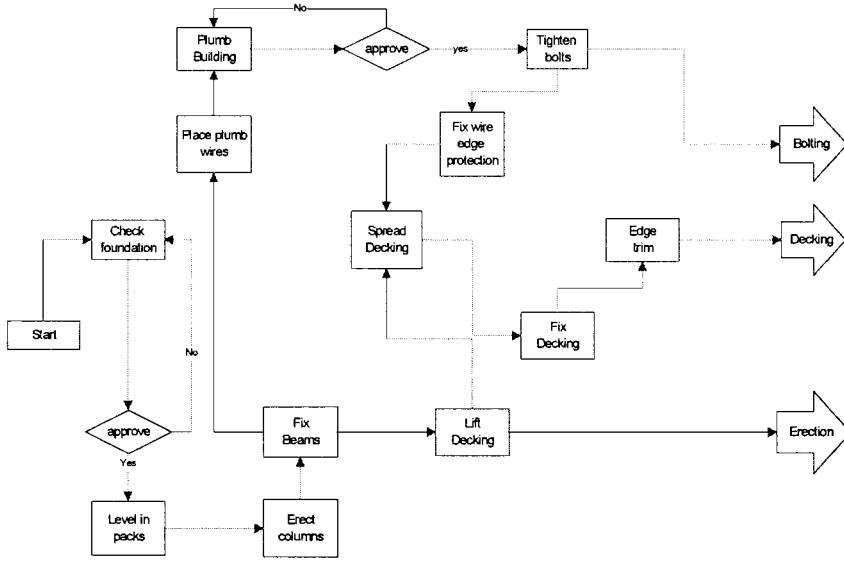 No
Plumb
Building
approve
yes
Tighten
bolts
Place plumb
wires
Fix wire
edge
protection
Bolting
Check
foundation
Spread
Decking
Edge
trim
Decking
Start
No
Fix
Decking
approve
Yes
Fix
Beams
Lift
Decking
Erection
Level in
packs
Erect
columns